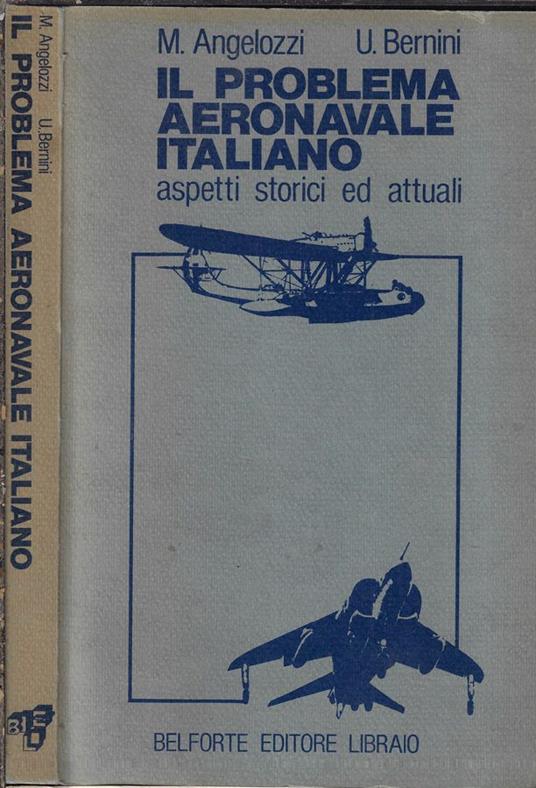 M. Angelozzi U. Bernini
IL PROBLEMA AERONAVALE ITALIANO
M. Angelozzi U. Bernini
IL PROBLEMA
AERONAVALE
ITALIANO
aspetti storici ed attuali
BELFORTE EDITORE LIBRAIO